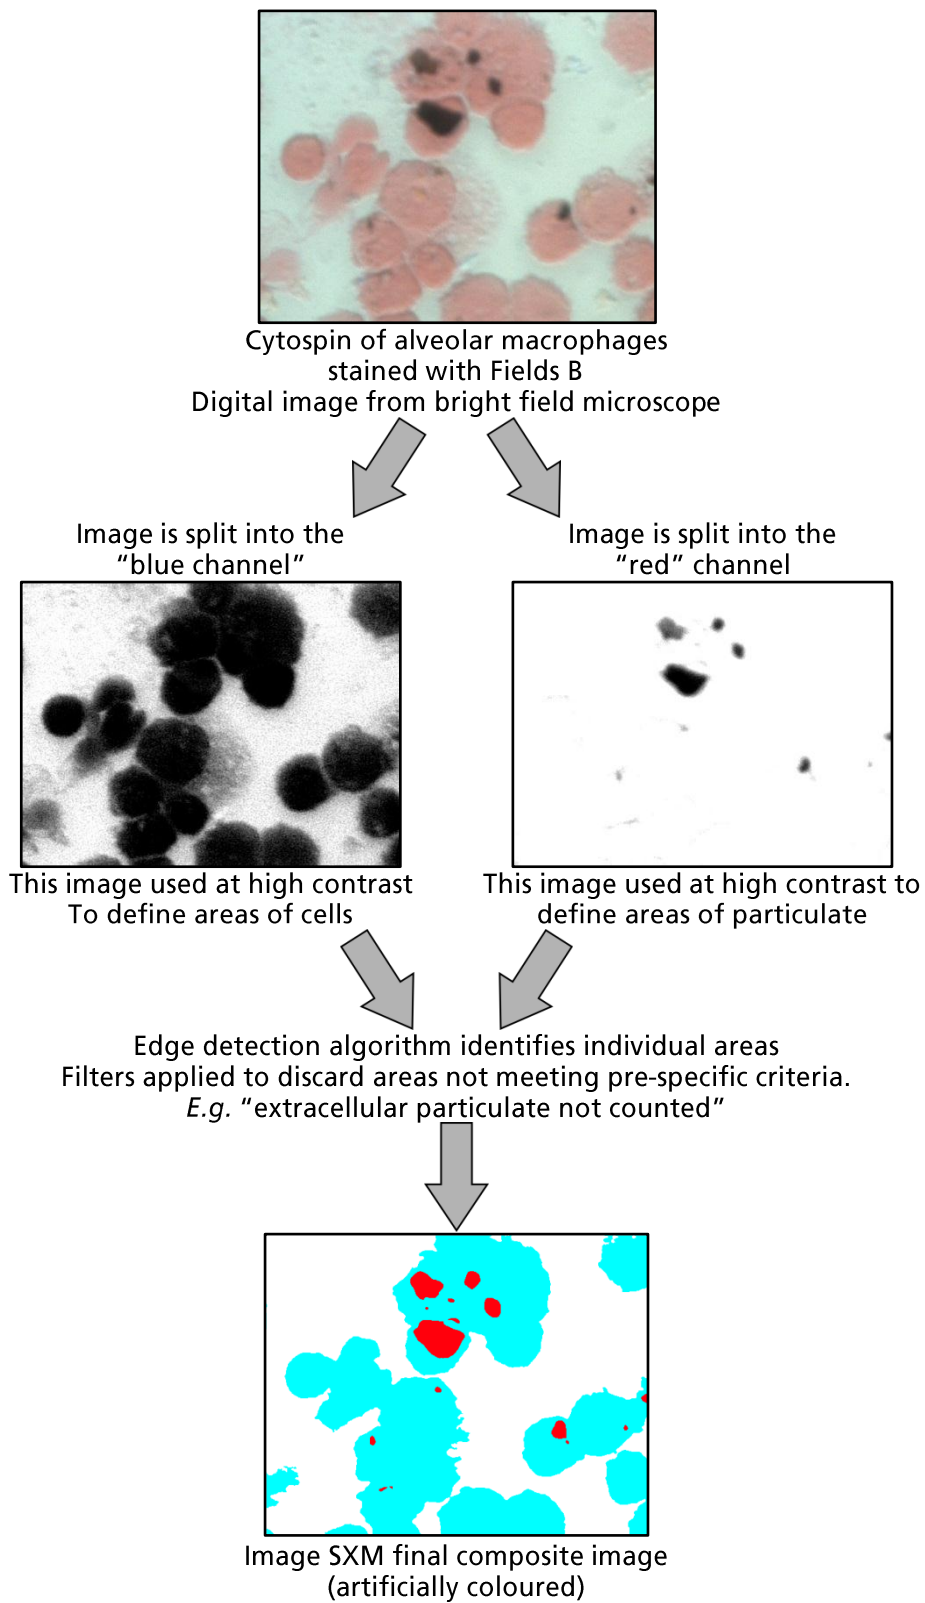 Cytospin of alveolar macrophages
stained with Fields B
Digital image from bright field microscope
Image is split into the
“blue channel”
Image is split into the
“red” channel
This image used at high contrast
To define areas of cells
This image used at high contrast to
define areas of particulate
Edge detection algorithm identifies individual areas
Filters applied to discard areas not meeting pre-specific criteria.
E.g. “extracellular particulate not counted”
Image SXM final composite image
(artificially coloured)